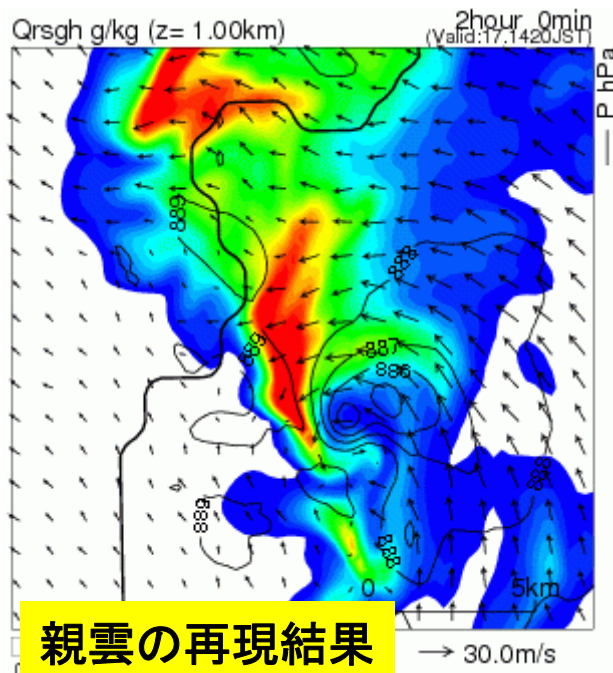 Qrsgh g/kg (z= 1.00km)
2hour 0min
(Valid:17.1420JST)
P hPa
889
888
887
886
889
888
889
888
0 5km
親雲の再現結果
30.0m/s